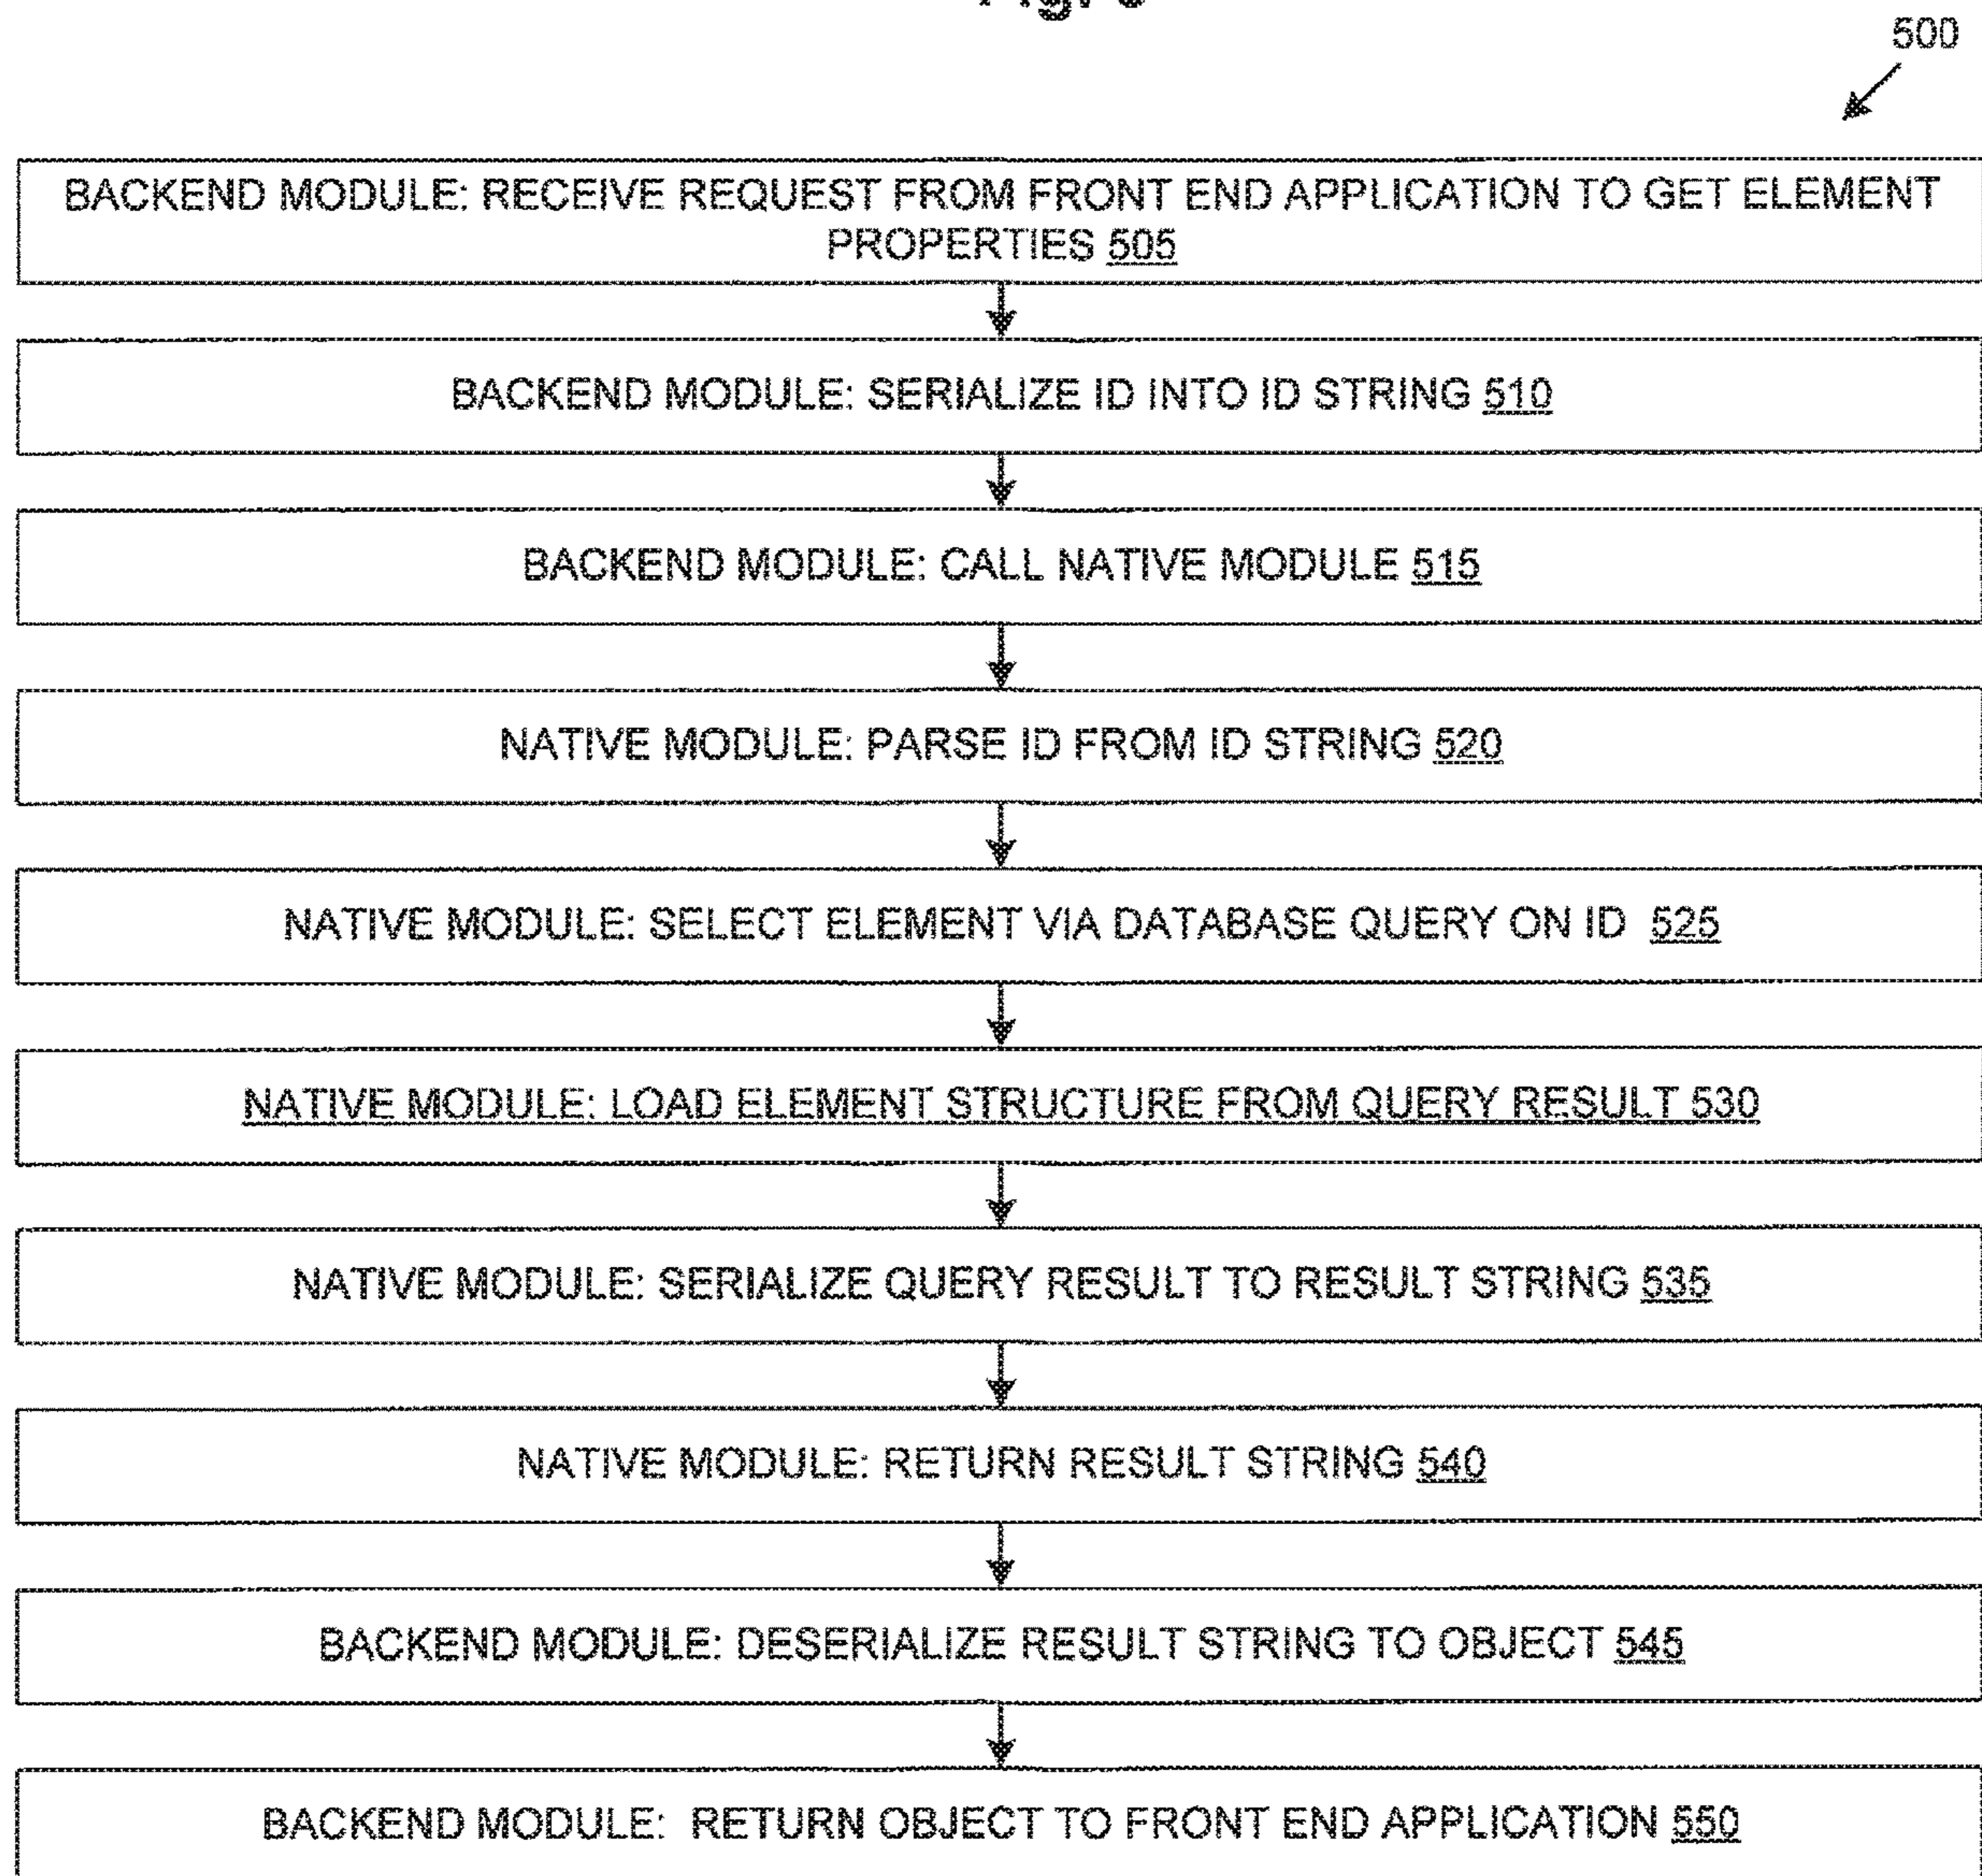 500
BACKEND MODULE: RECEIVE REQUEST FROM FRONT END APPLICATION TO GET ELEMENT
PROPERTIES 505
BACKEND MODULE: SERIALIZE ID INTO ID STRING 510
BACKEND MODULE: CALL NATIVE MODULE 515
NATIVE MODULE: PARSE ID FROM ID STRING 520
NATIVE MODULE: SELECT ELEMENT VIA DATABASE QUERY ON ID 525
NATIVE MODULE: LOAD ELEMENT STRUCTURE FROM QUERY RESULT 530
NATIVE MODULE: SERIALIZE QUERY RESULT TO RESULT STRING 535
NATIVE MODULE: RETURN RESULT STRING 540
BACKEND MODULE: DESERIALIZE RESULT STRING TO OBJECT 545
BACKEND MODULE: RETURN OBJECT TO FRONT END APPLICATION 550